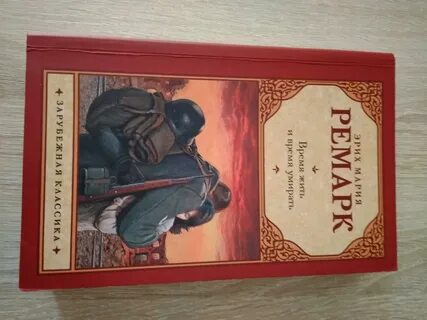 ЭРИХ МАРИЯ
РЕМАРК
Время жить
и время умирать
ЗАРУБЕЖНАЯ КЛАССИКА